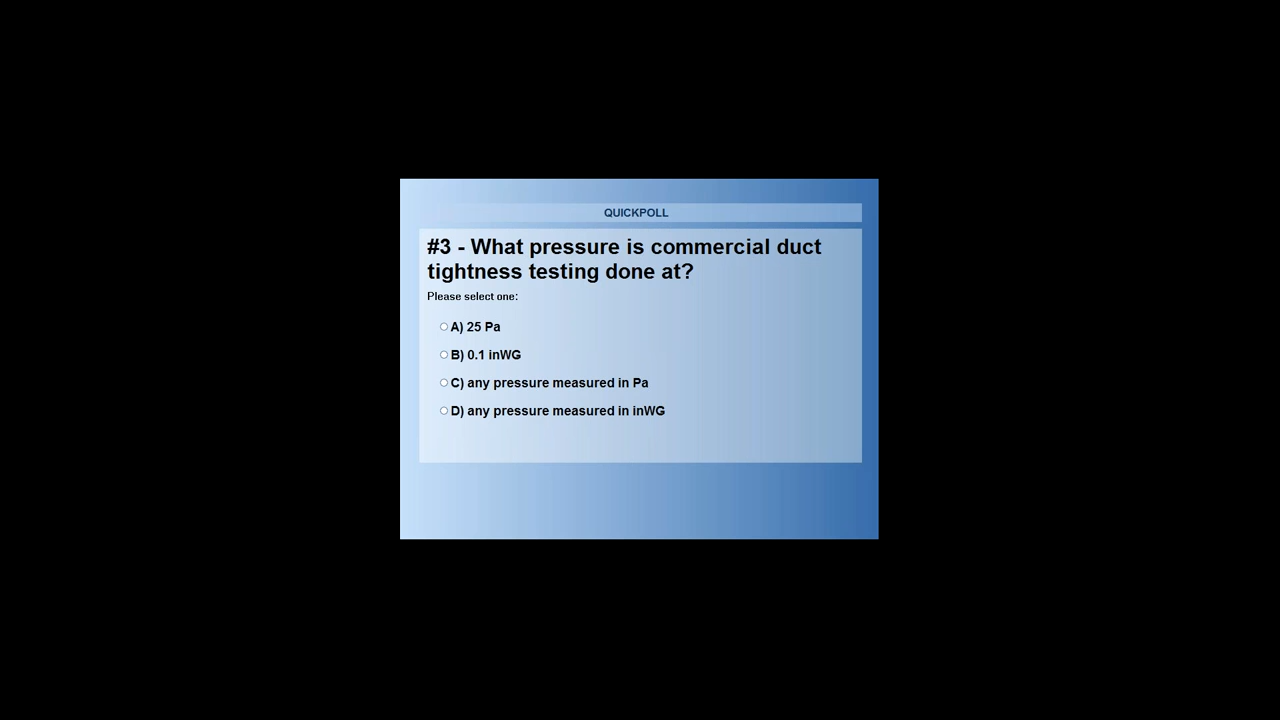 QUICKPOLL
#3 - What pressure is commercial duct
tightness testing done at?
Please select one:
A) 25 Pa
B) 0.1 inWG
C) any pressure measured in Pa
D) any pressure measured in inWG